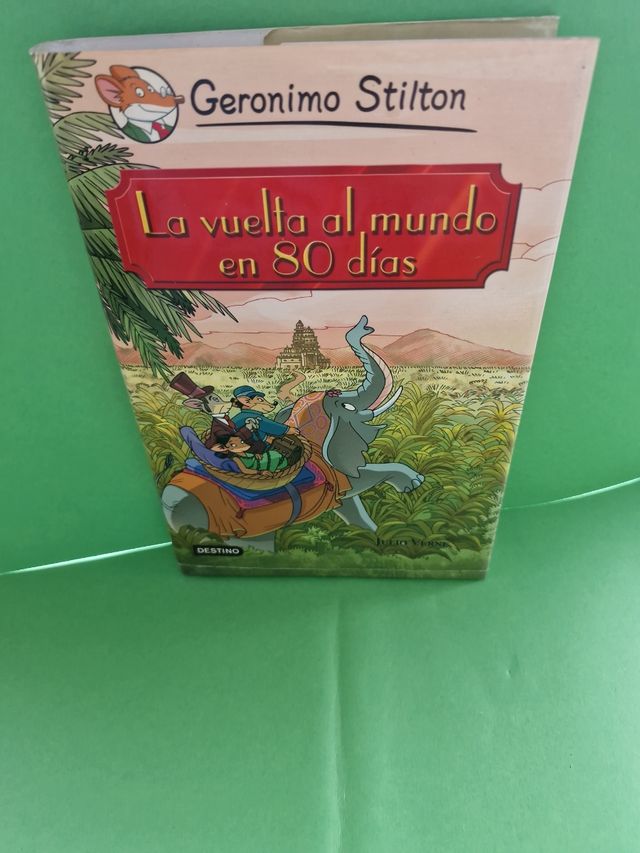 Geronimo Stilton
La vuelta al mundo
en 80 días
JULIO VERNE
DESTINO